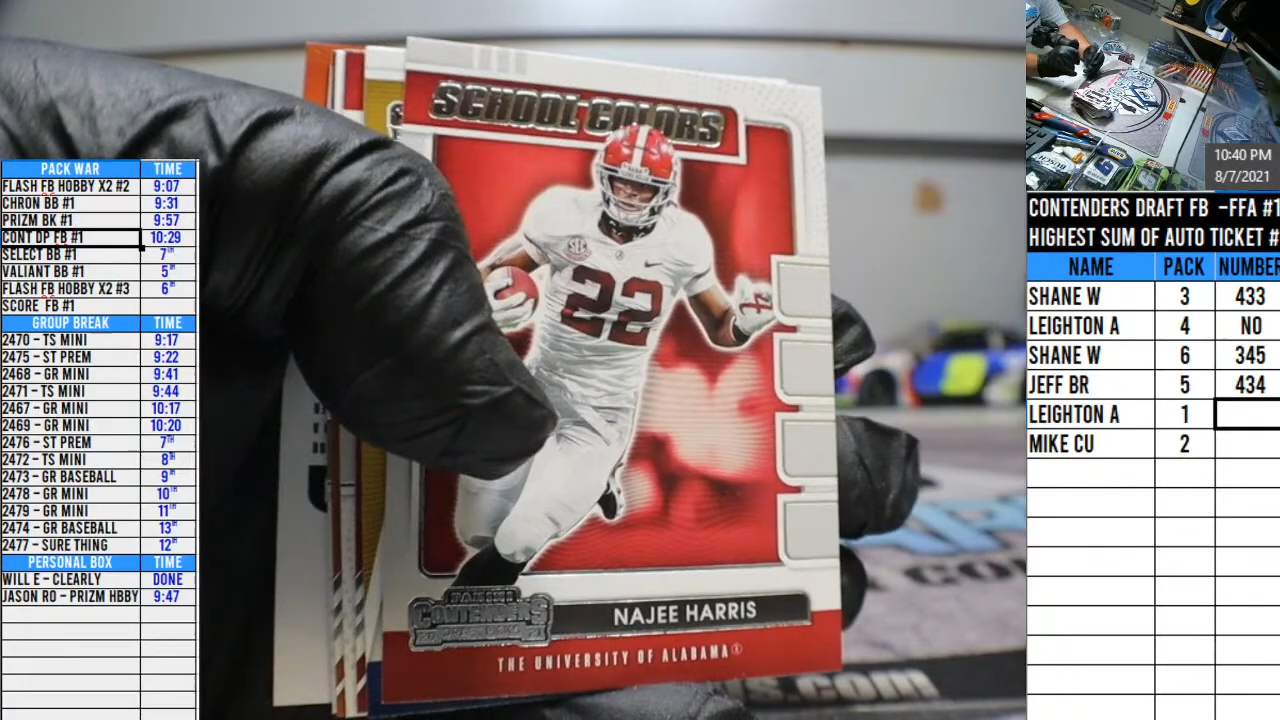 PACK WAR TIME
FLASH FB HOBBY X2 #2 9:07
CHRON BB #1 9:31
PRIZM BK #1 9:57
CONT DP FB #1 10:29
SELECT BB #1 7TH
VALIANT BB #1 5TH
FLASH FB HOBBY X2 #3 6TH
SCORE FB #1
GROUP BREAK TIME
2470 – TS MINI 9:17
2475 – ST PREM 9:22
2468 – GR MINI 9:41
2471 – TS MINI 9:44
2467 – GR MINI 10:17
2469 – GR MINI 10:20
2476 – ST PREM 7TH
2472 – TS MINI 8TH
2473 – GR BASEBALL 9TH
2478 – GR MINI 10TH
2479 – GR MINI 11TH
2474 – GR BASEBALL 13TH
2477 – SURE THING 12TH
PERSONAL BOX TIME
WILL E – CLEARLY DONE
JASON RO – PRIZM HBBY 9:47
SCHOOL COLORS
22
SEC
PANINI
CONTENDERS
NAJEE HARRIS
THE UNIVERSITY OF ALABAMA
.com
10:40 PM
8/7/2021
CONTENDERS DRAFT FB –FFA #1
HIGHEST SUM OF AUTO TICKET #
NAME PACK NUMBER
SHANE W 3 433
LEIGHTON A 4 NO
SHANE W 6 345
JEFF BR 5 434
LEIGHTON A 1
MIKE CU 2